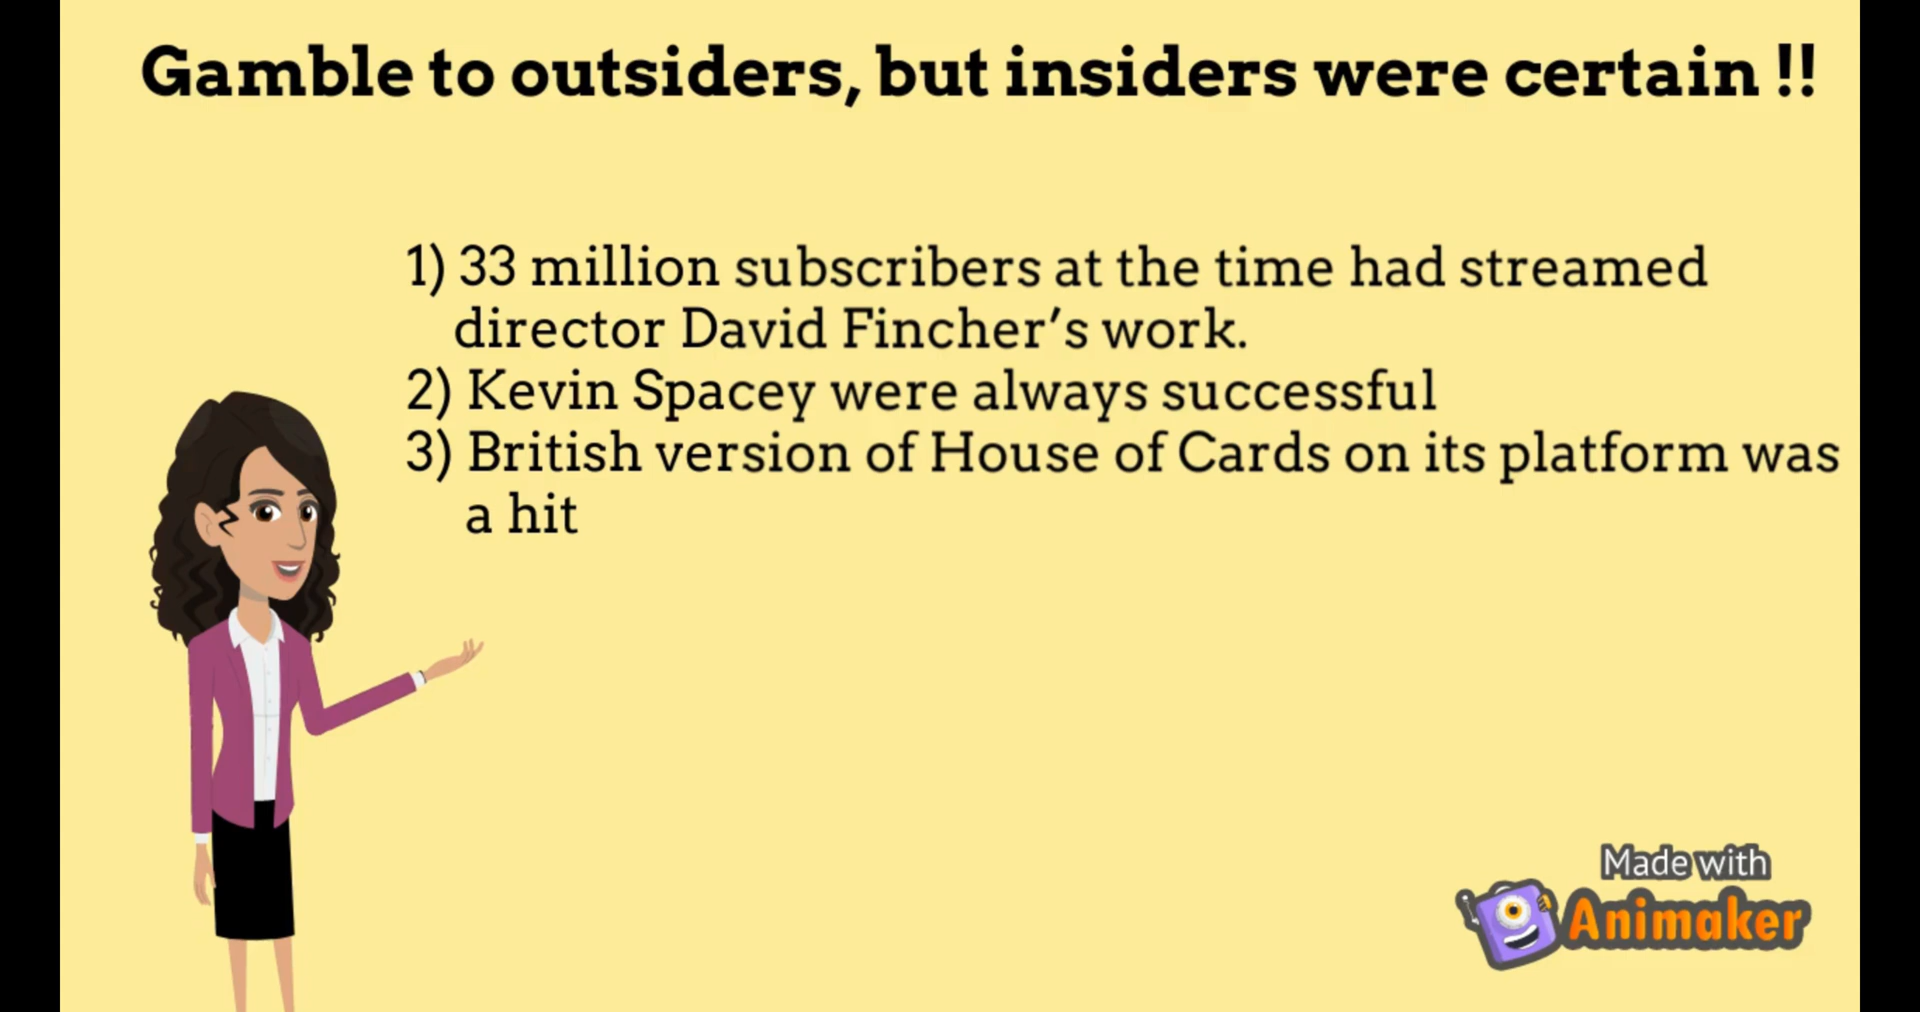 Gamble to outsiders, but insiders were certain !!
1) 33 million subscribers at the time had streamed
director David Fincher’s work.
2) Kevin Spacey were always successful
3) British version of House of Cards on its platform was
a hit
Made with
Animaker